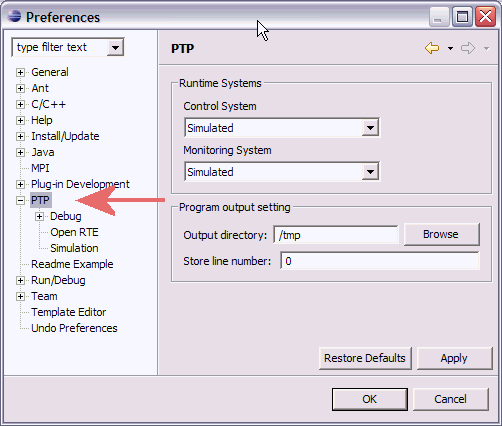 Preferences
type filter text
General
Ant
C/C++
Help
Install/Update
Java
MPI
Plug-in Development
PTP
Debug
Open RTE
Simulation
Readme Example
Run/Debug
Team
Template Editor
Undo Preferences
PTP
Runtime Systems
Control System
Simulated
Monitoring System
Simulated
Program output setting
Output directory: /tmp Browse
Store line number: 0
Restore Defaults Apply
OK Cancel